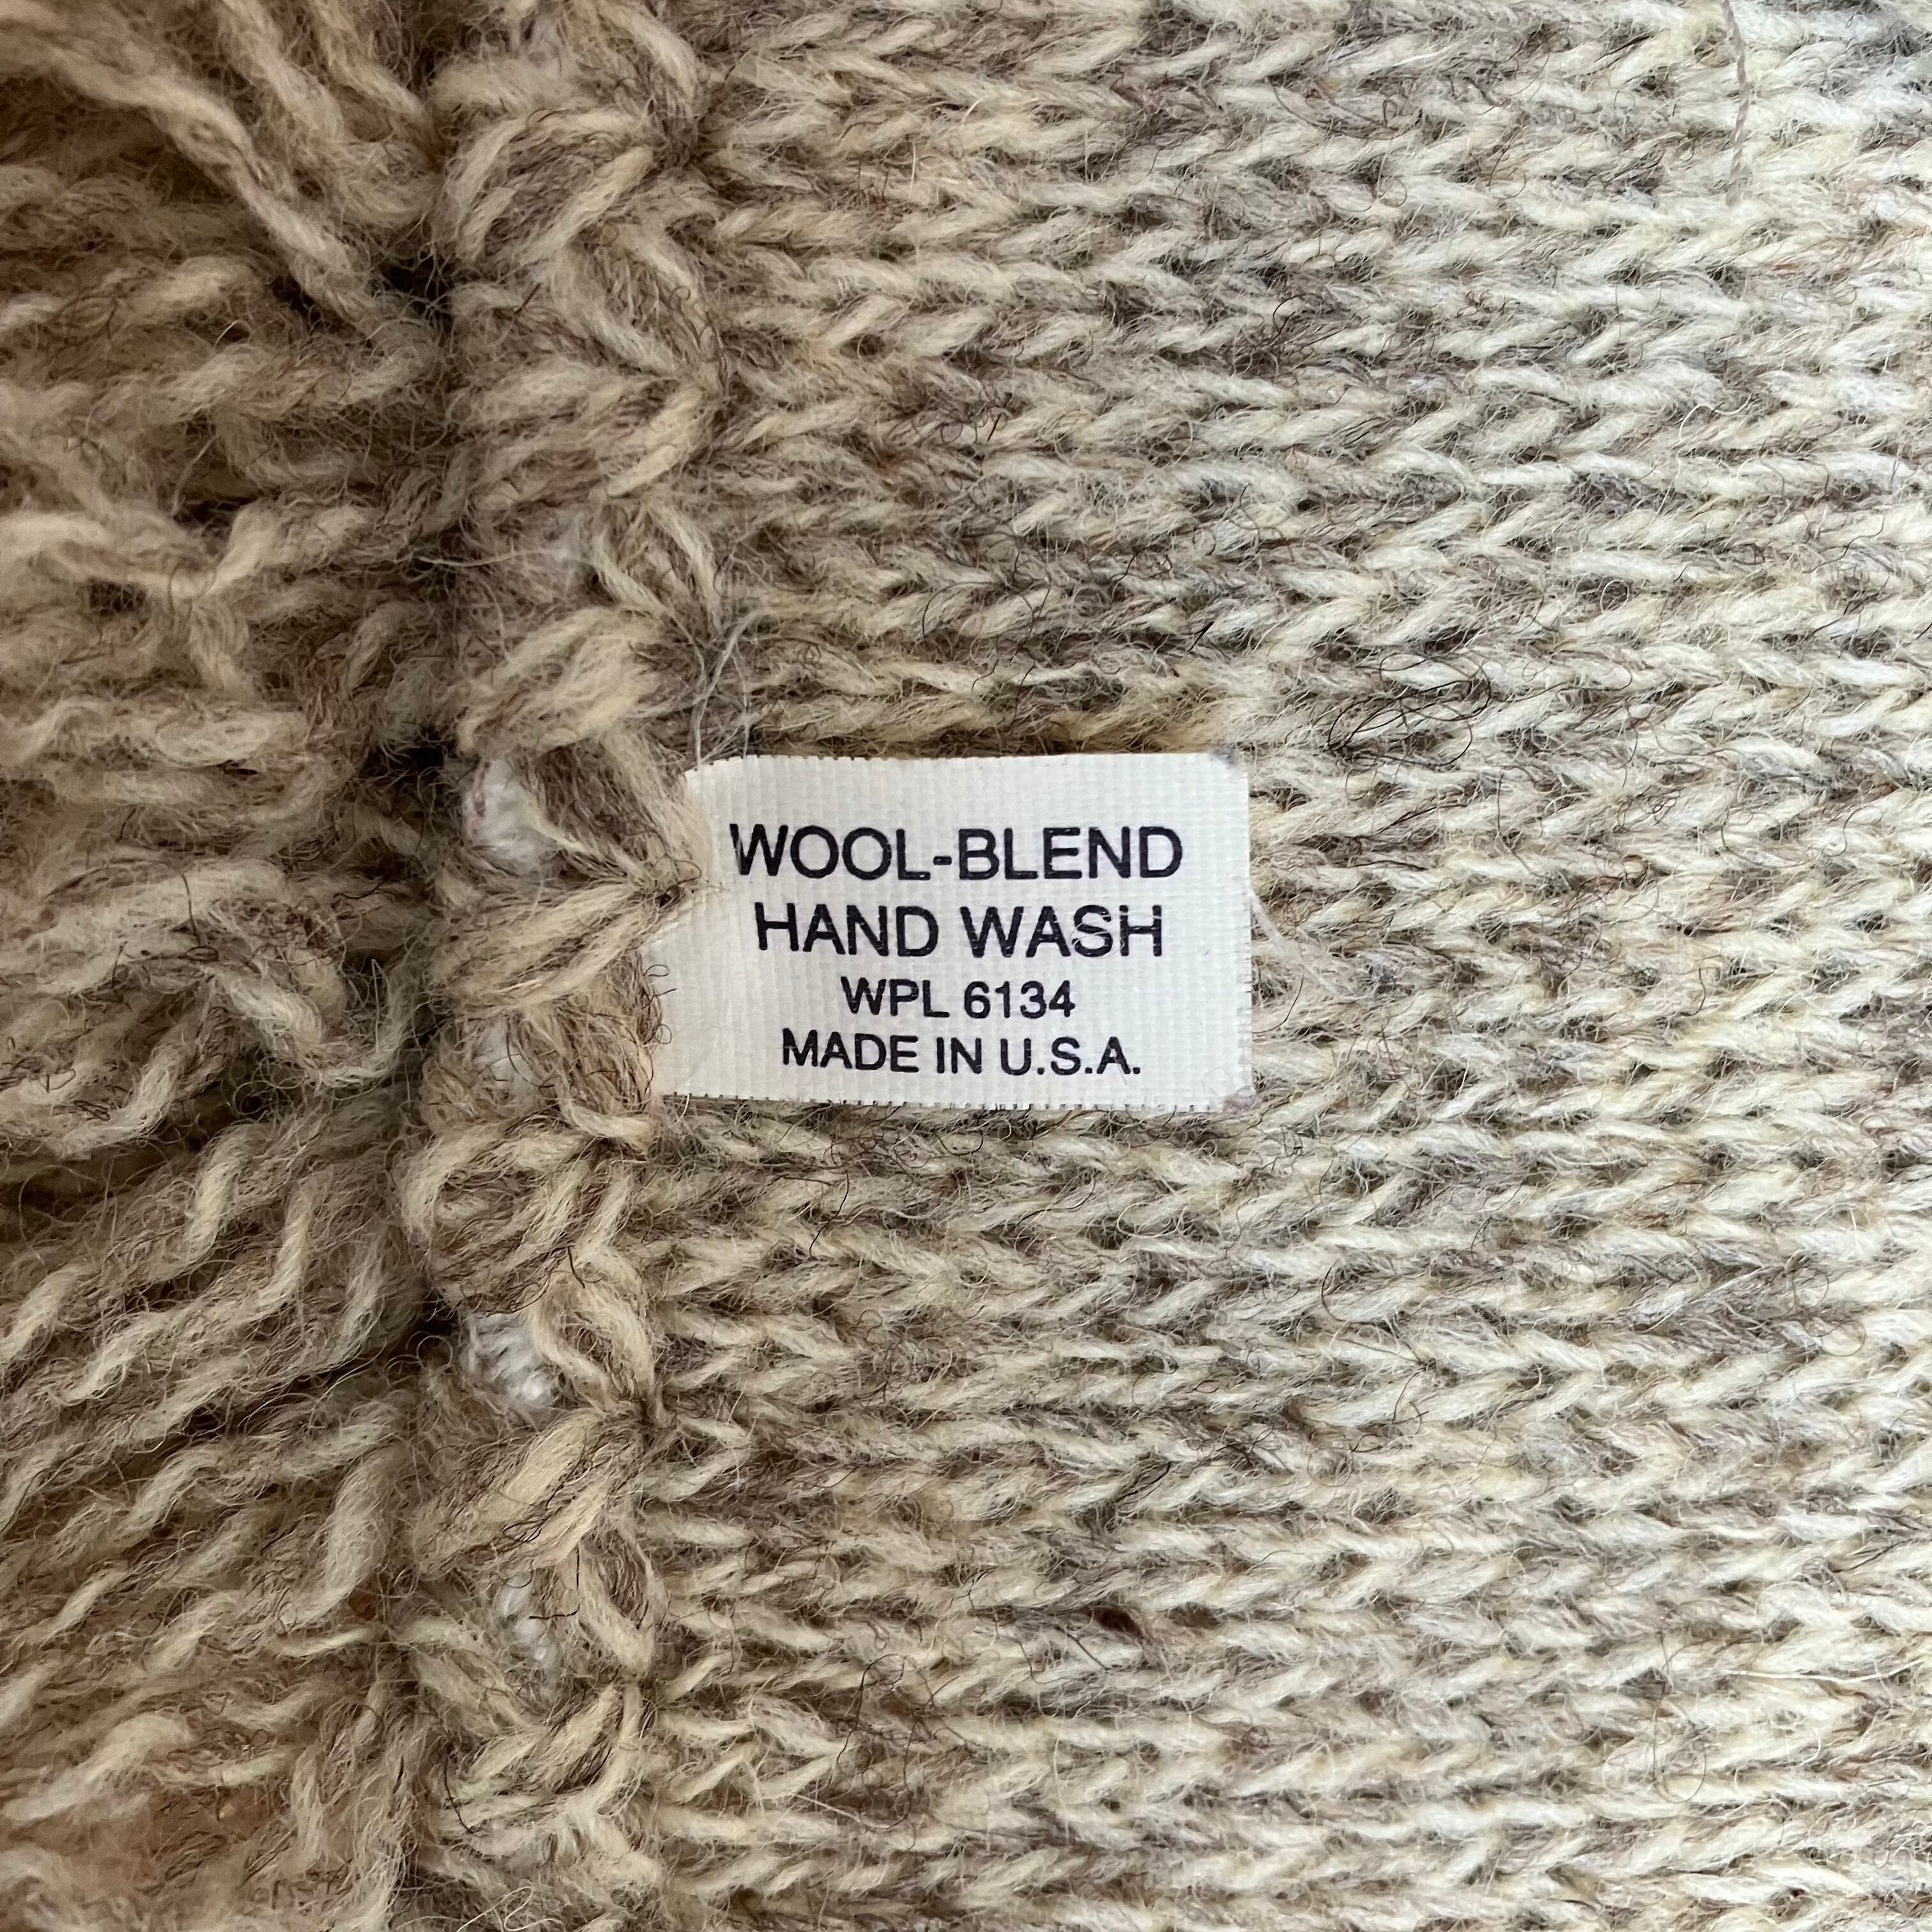 WOOL-BLEND
HAND WASH
WPL 6134
MADE IN U.S.A.